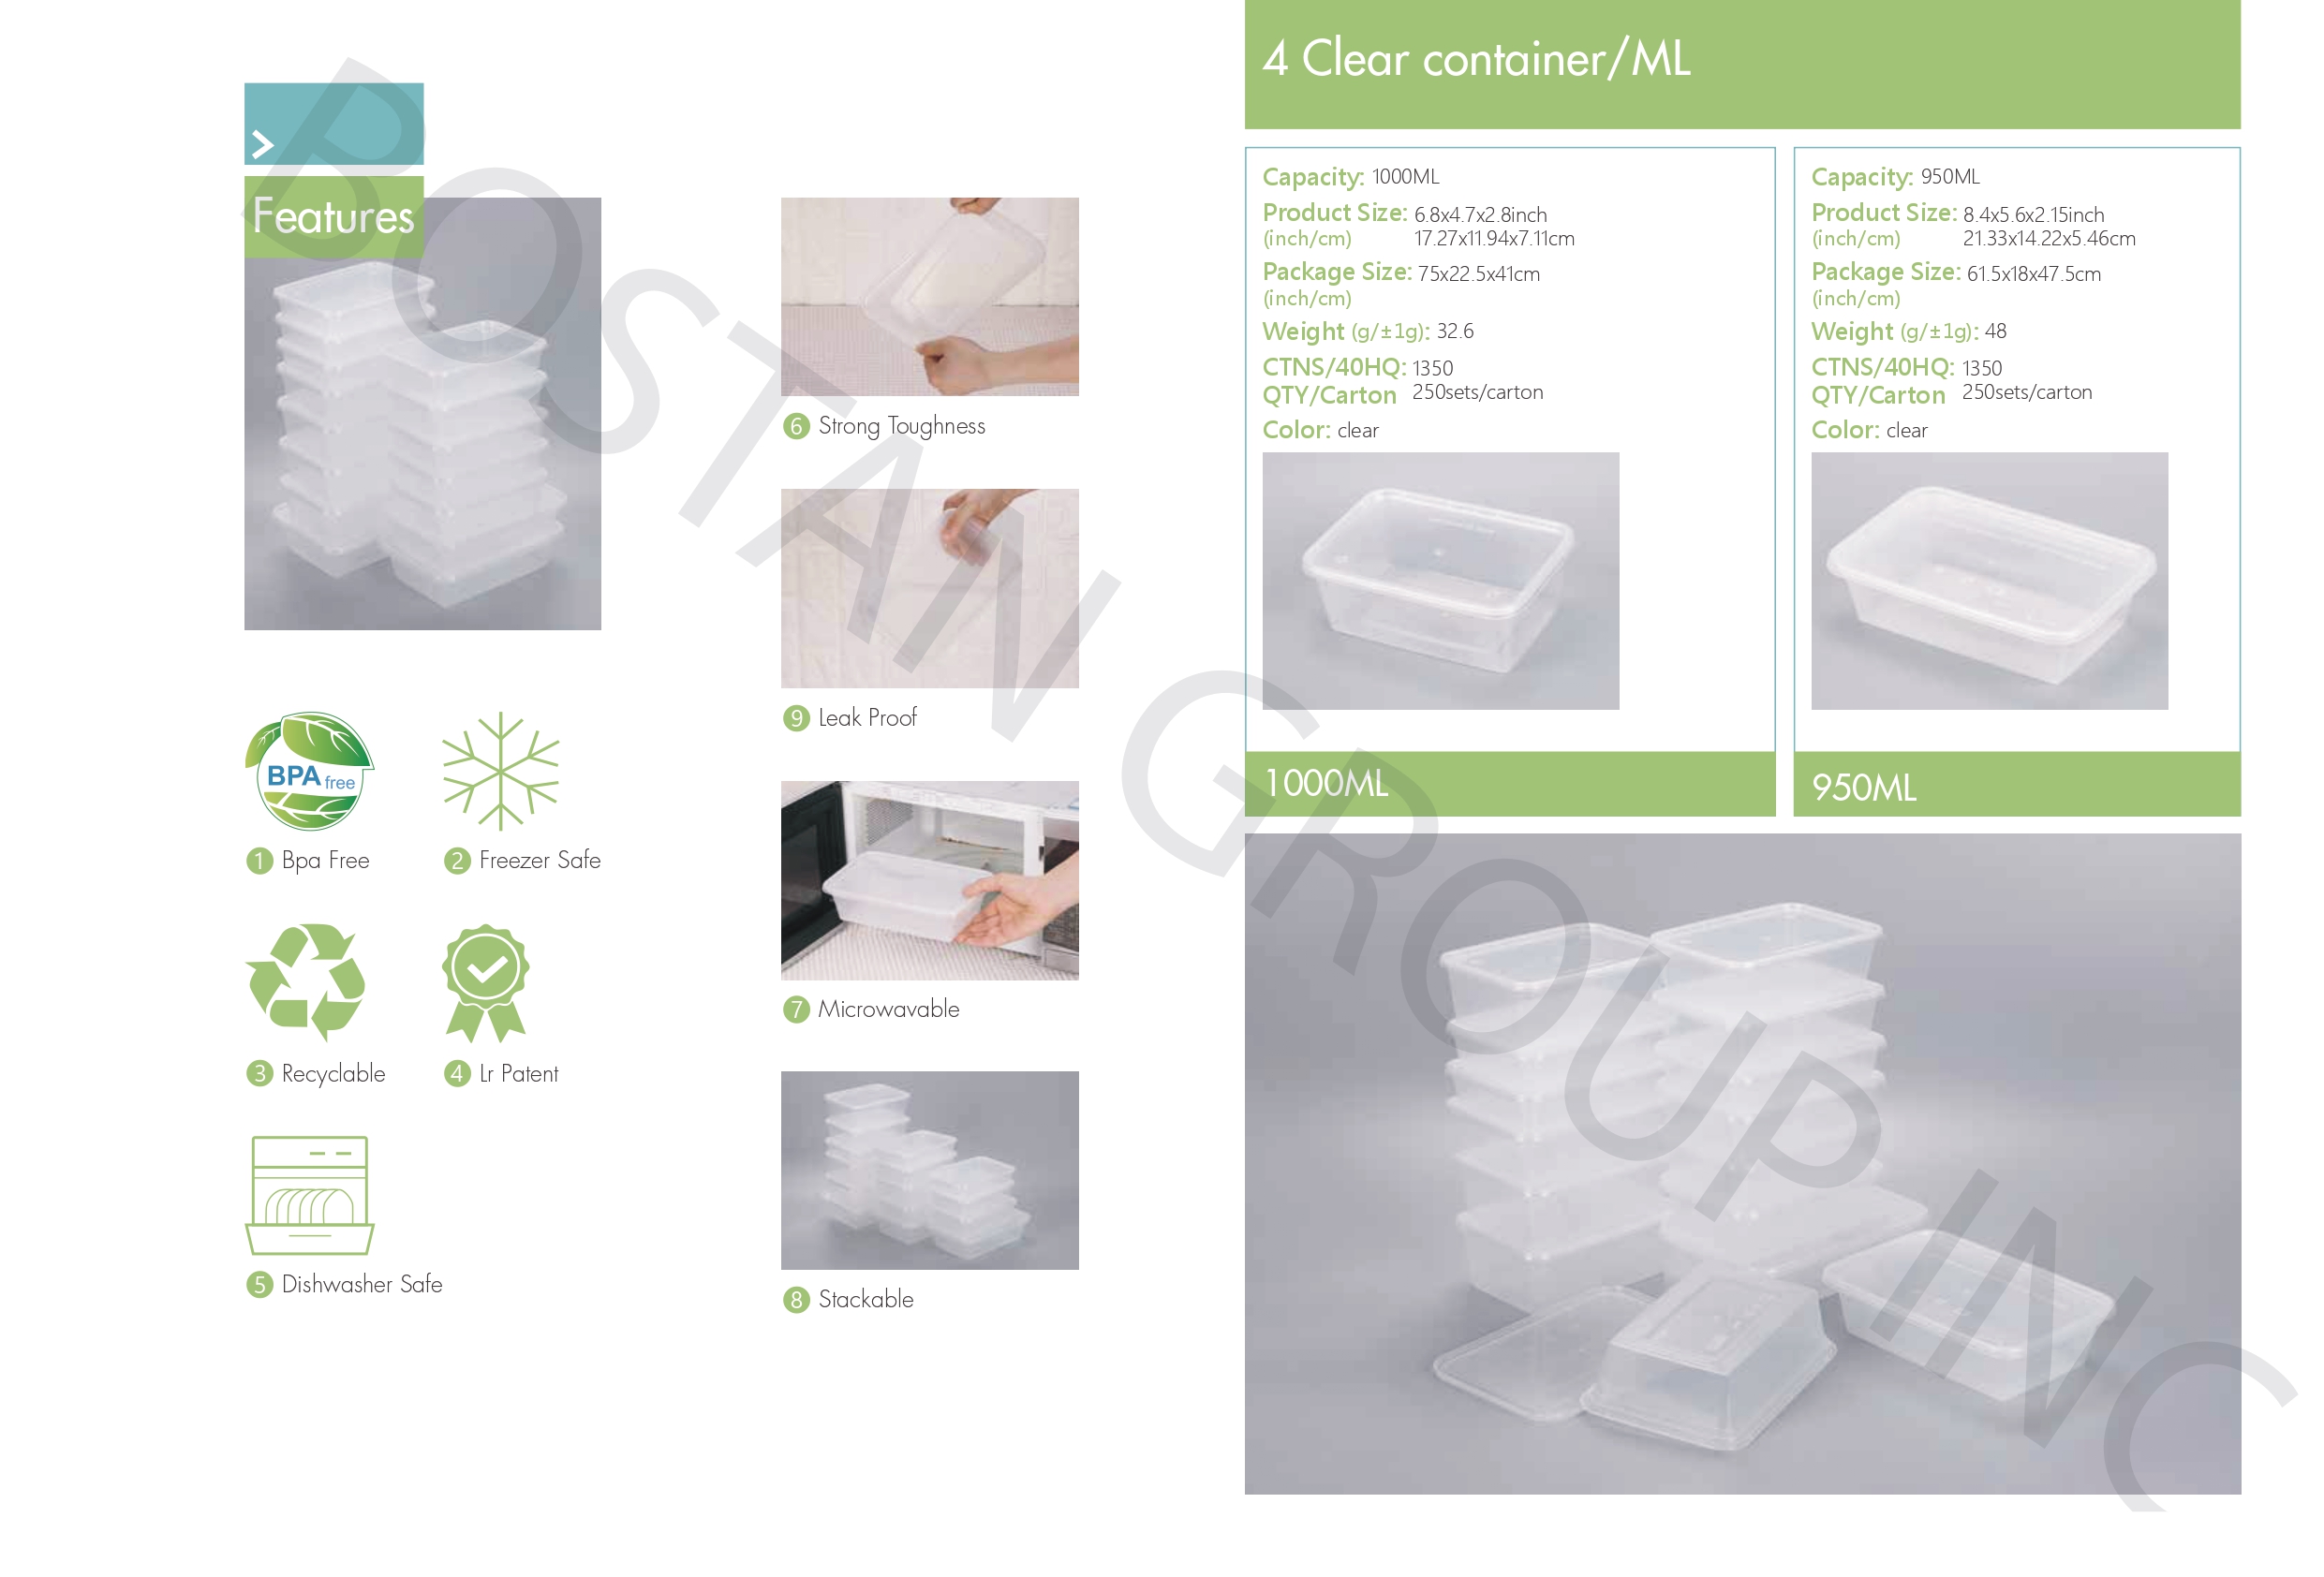 Features
BPA free
1 Bpa Free
2 Freezer Safe
3 Recyclable
4 Lr Patent
5 Dishwasher Safe
6 Strong Toughness
9 Leak Proof
7 Microwavable
8 Stackable
4 Clear container/ML
Capacity: 1000ML
Product Size: 6.8x4.7x2.8inch
(inch/cm) 17.27x11.94x7.11cm
Package Size: 75x22.5x41cm
(inch/cm)
Weight (g/±1g): 32.6
CTNS/40HQ: 1350
QTY/Carton 250sets/carton
Color: clear
1000ML
Capacity: 950ML
Product Size: 8.4x5.6x2.15inch
(inch/cm) 21.33x14.22x5.46cm
Package Size: 61.5x18x47.5cm
(inch/cm)
Weight (g/±1g): 48
CTNS/40HQ: 1350
QTY/Carton 250sets/carton
Color: clear
950ML
BOSTAN GROUP INC